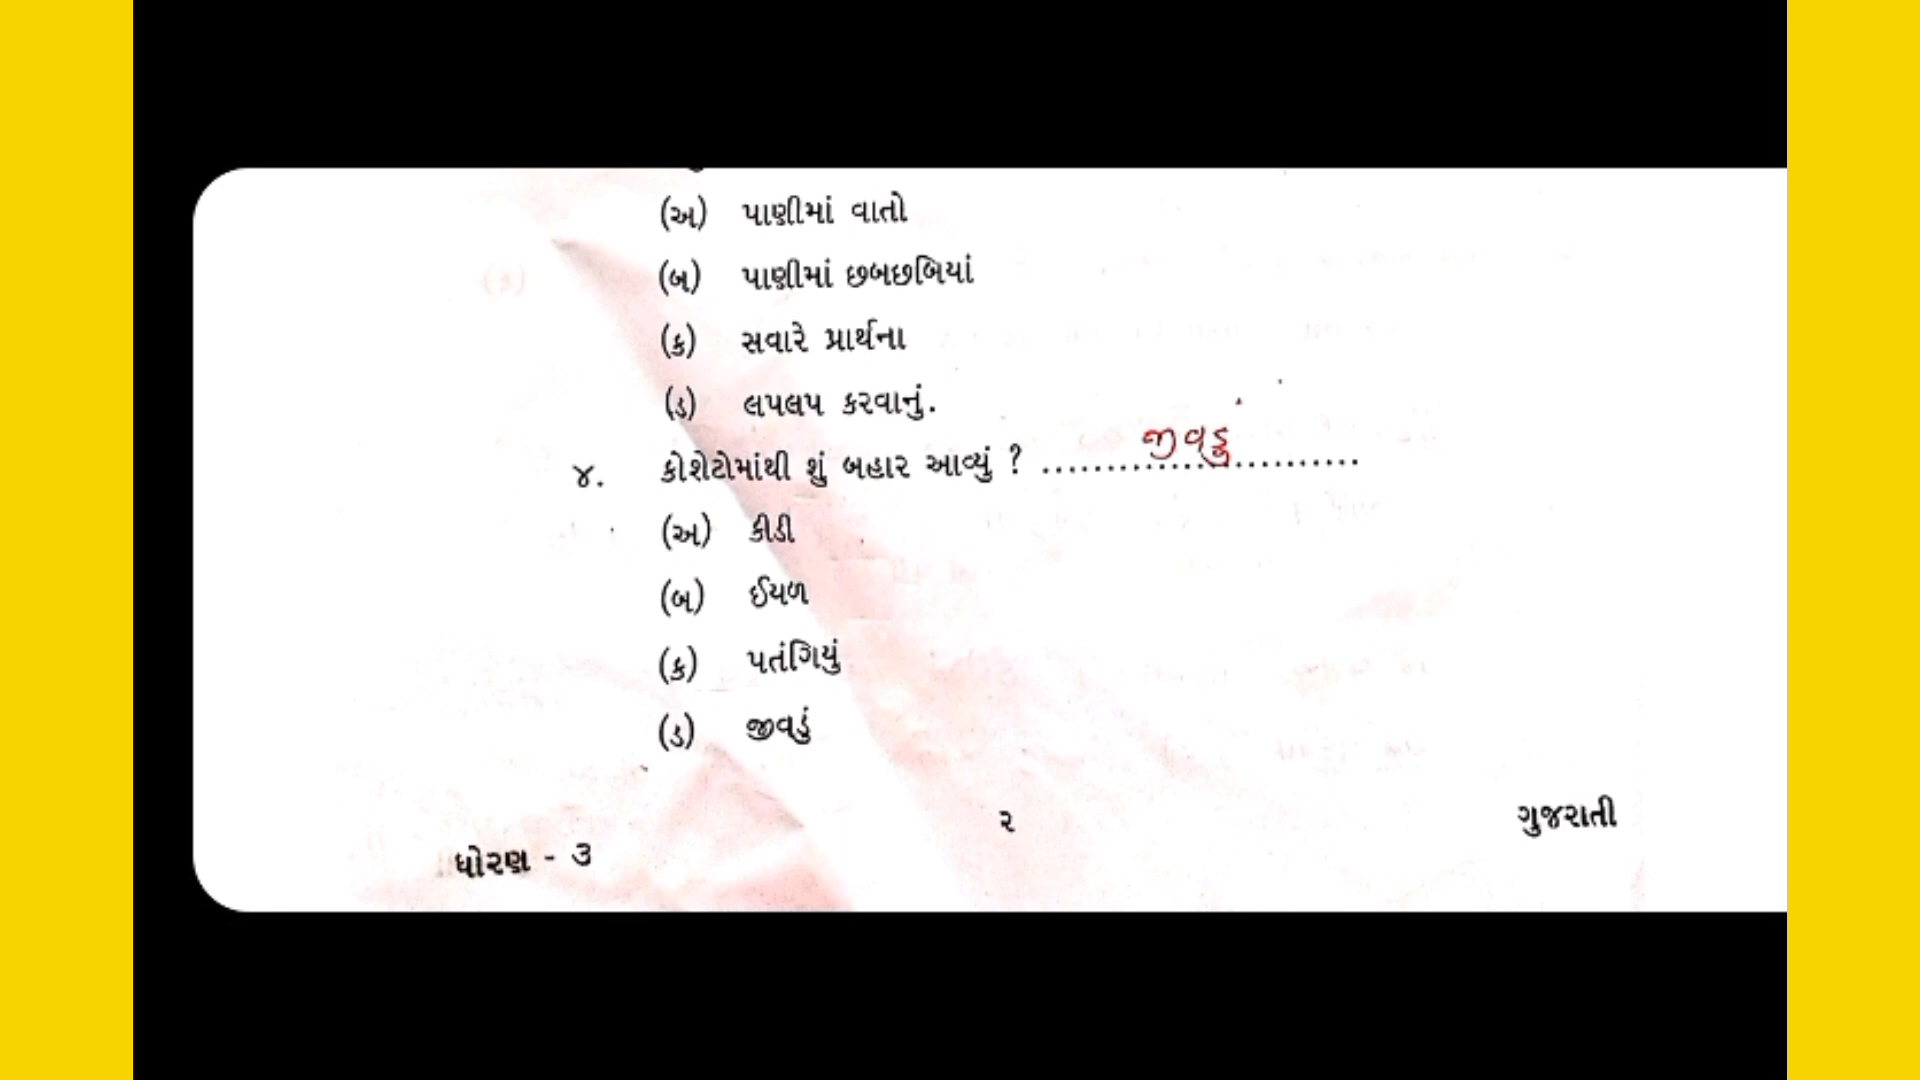 (અ) પાણીમાં વાતો
(બ) પાણીમાં છબછબિયાં
(ક) સવારે પ્રાર્થના
(ડ) લપલપ કરવાનું.
૪. કોશેટોમાંથી શું બહાર આવ્યું ? ........................ જીવડું
(અ) કીડી
(બ) ઈયળ
(ક) પતંગિયું
(ડ) જીવડું
ધોરણ - ૩ ૨ ગુજરાતી